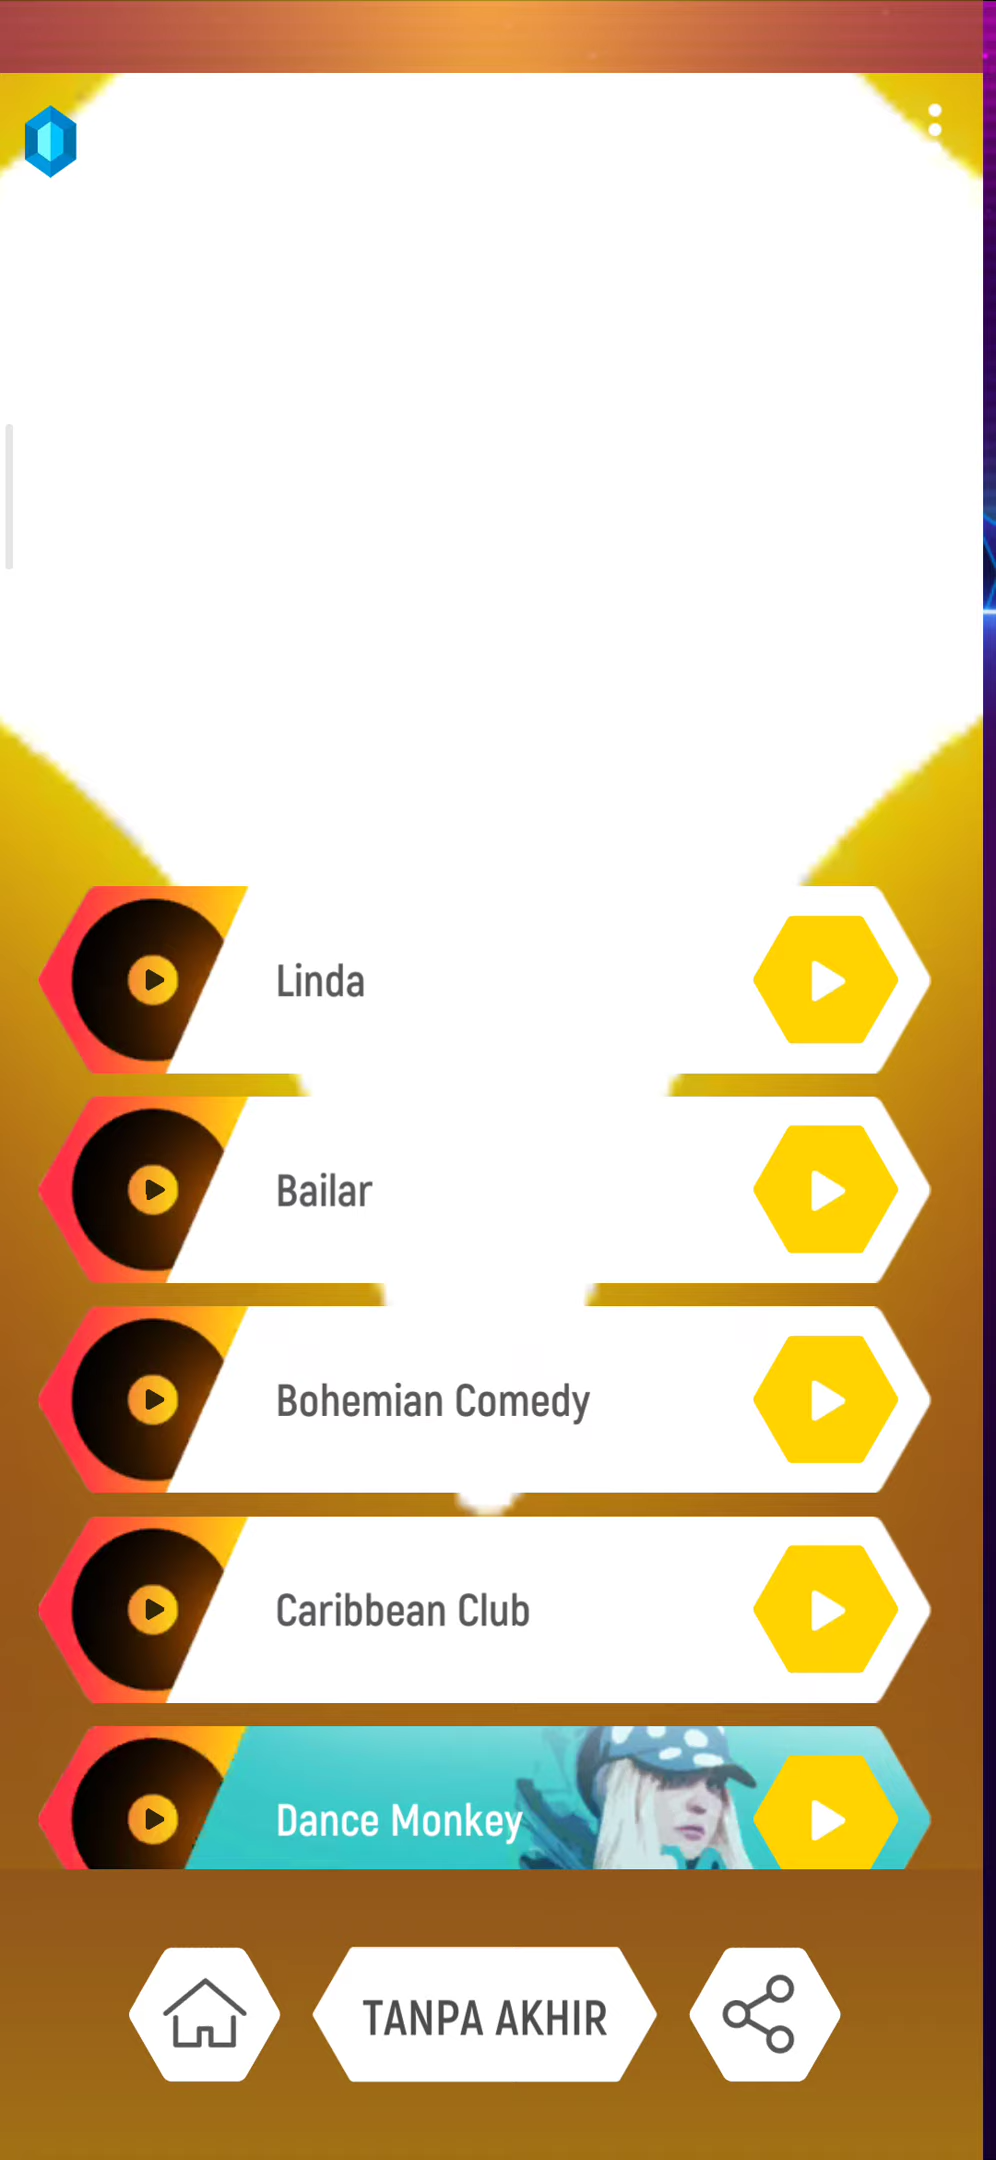 Linda
Bailar
Bohemian Comedy
Caribbean Club
Dance Monkey
TANPA AKHIR